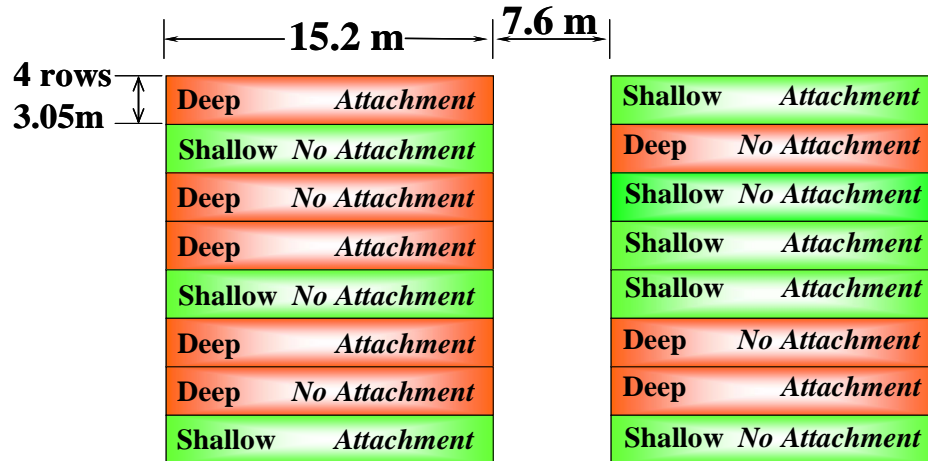 15.2 m
7.6 m
4 rows
3.05m
Deep Attachment
Shallow No Attachment
Deep No Attachment
Deep Attachment
Shallow No Attachment
Deep Attachment
Deep No Attachment
Shallow Attachment
Shallow Attachment
Deep No Attachment
Shallow No Attachment
Shallow Attachment
Shallow Attachment
Deep No Attachment
Deep Attachment
Shallow No Attachment